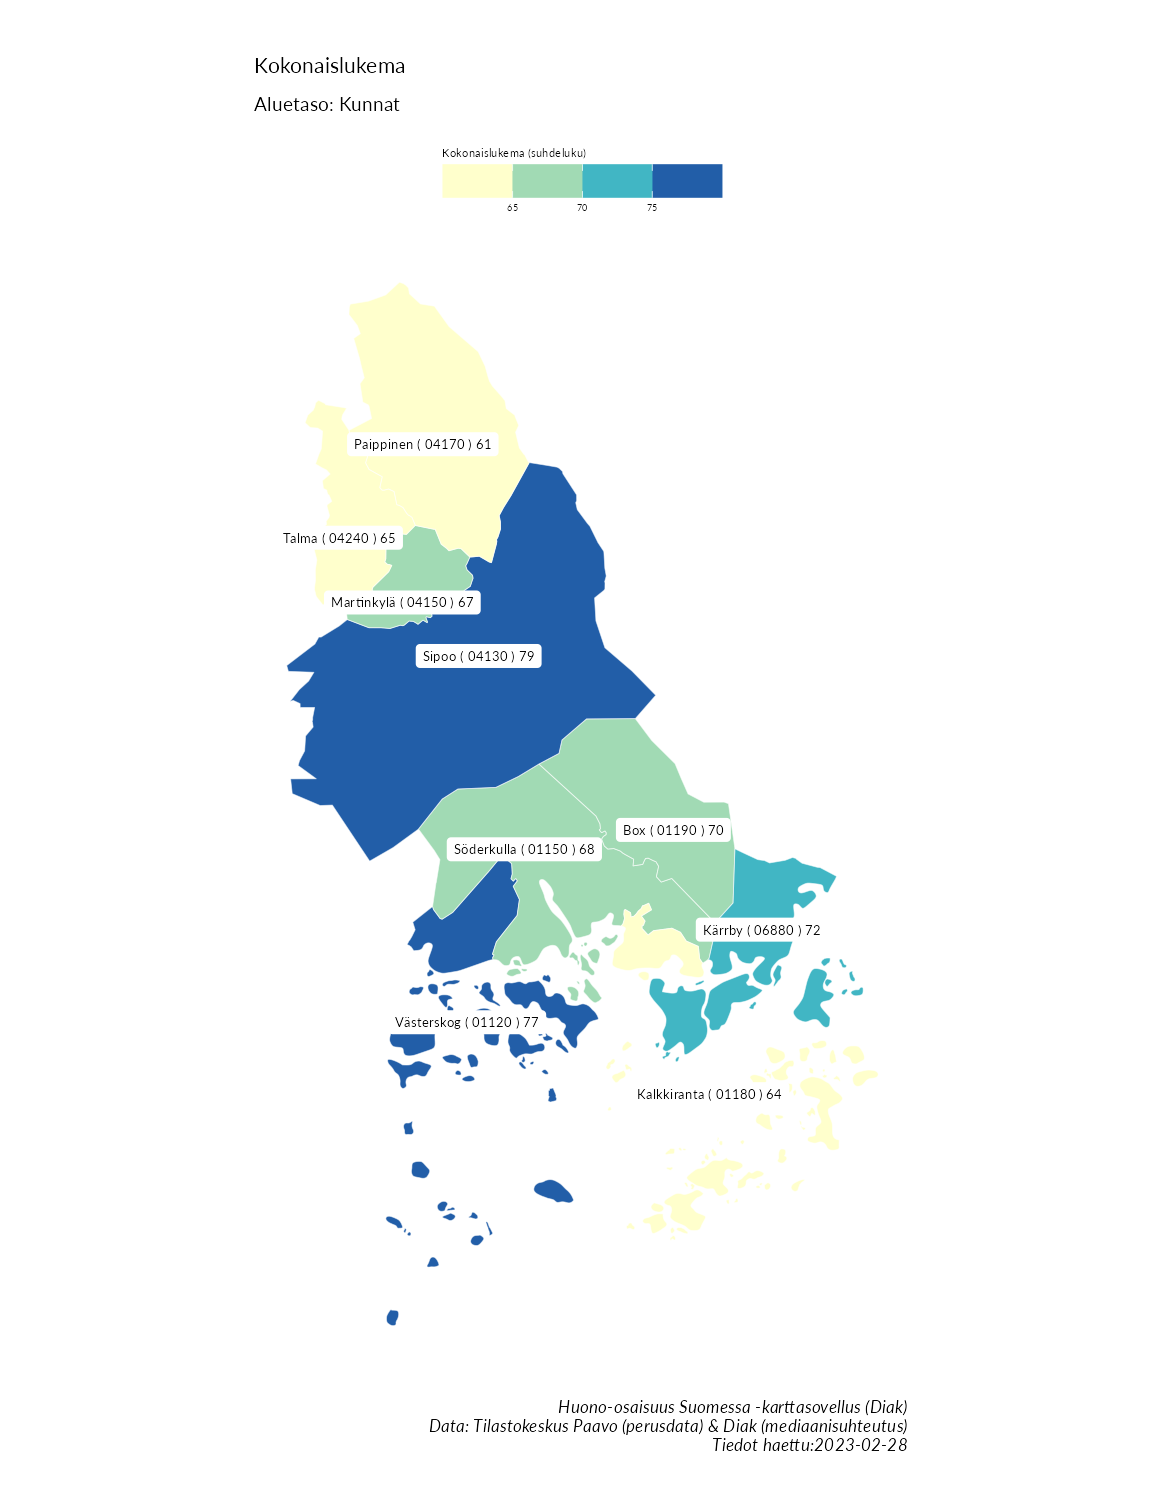 Kokonaislukema
Aluetaso: Kunnat
Kokonaislukema (suhdeluku)
65 70 75
Paippinen ( 04170 ) 61
Talma ( 04240 ) 65
Martinkylä ( 04150 ) 67
Sipoo ( 04130 ) 79
Box ( 01190 ) 70
Söderkulla ( 01150 ) 68
Kärrby ( 06880 ) 72
Västerskog ( 01120 ) 77
Kalkkiranta ( 01180 ) 64
Huono-osaisuus Suomessa -karttasovellus (Diak)
Data: Tilastokeskus Paavo (perusdata) & Diak (mediaanisuhteutus)
Tiedot haettu:2023-02-28